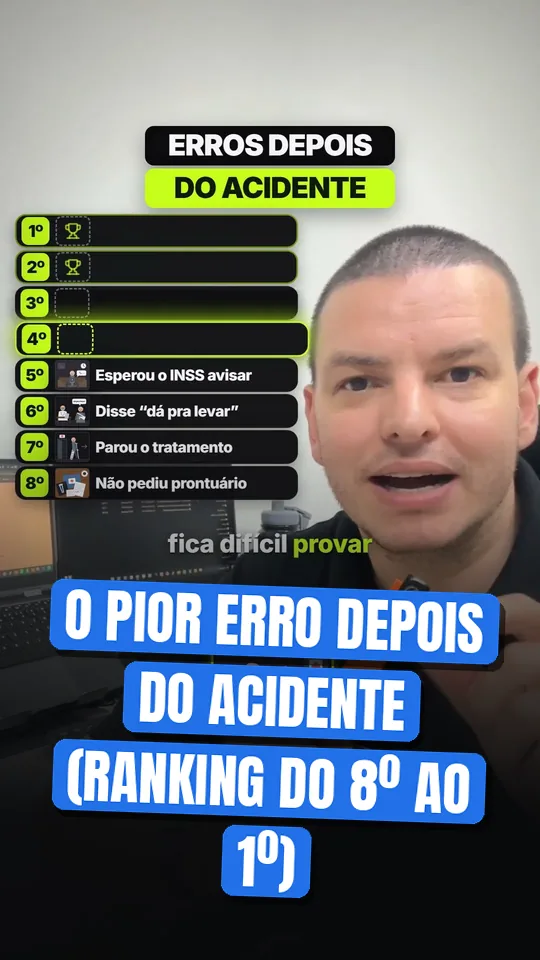 ERROS DEPOIS
DO ACIDENTE
1º
2º
3º
4º
5º Esperou o INSS avisar
6º Disse “dá pra levar”
7º Parou o tratamento
8º Não pediu prontuário
fica difícil provar
O PIOR ERRO DEPOIS
DO ACIDENTE
(RANKING DO 8º AO
1º)